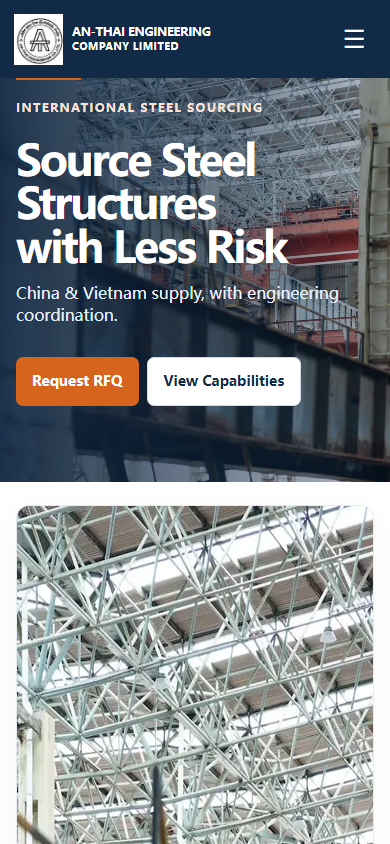 AN-THAI ENGINEERING
COMPANY LIMITED
INTERNATIONAL STEEL SOURCING
Source Steel
Structures
with Less Risk
China & Vietnam supply, with engineering
coordination.
Request RFQ
View Capabilities